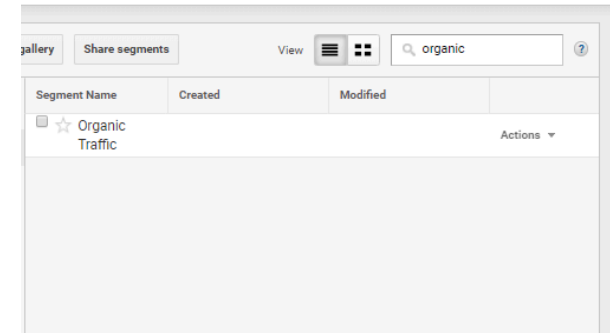 gallery Share segments View organic ?
Segment Name Created Modified
Organic
Traffic
Actions